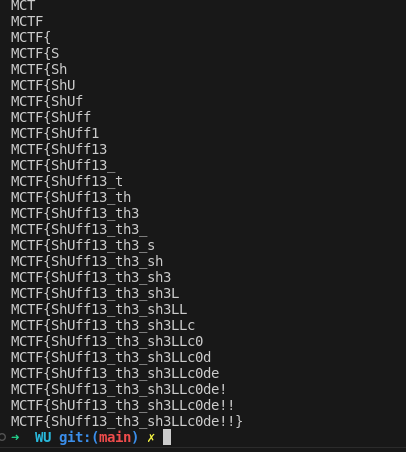 MCT
MCTF
MCTF{
MCTF{S
MCTF{Sh
MCTF{ShU
MCTF{ShUf
MCTF{ShUff
MCTF{ShUff1
MCTF{ShUff13
MCTF{ShUff13_
MCTF{ShUff13_t
MCTF{ShUff13_th
MCTF{ShUff13_th3
MCTF{ShUff13_th3_
MCTF{ShUff13_th3_s
MCTF{ShUff13_th3_sh
MCTF{ShUff13_th3_sh3
MCTF{ShUff13_th3_sh3L
MCTF{ShUff13_th3_sh3LL
MCTF{ShUff13_th3_sh3LLc
MCTF{ShUff13_th3_sh3LLc0
MCTF{ShUff13_th3_sh3LLc0d
MCTF{ShUff13_th3_sh3LLc0de
MCTF{ShUff13_th3_sh3LLc0de!
MCTF{ShUff13_th3_sh3LLc0de!!
MCTF{ShUff13_th3_sh3LLc0de!!}
➜ WU git:(main) ✗